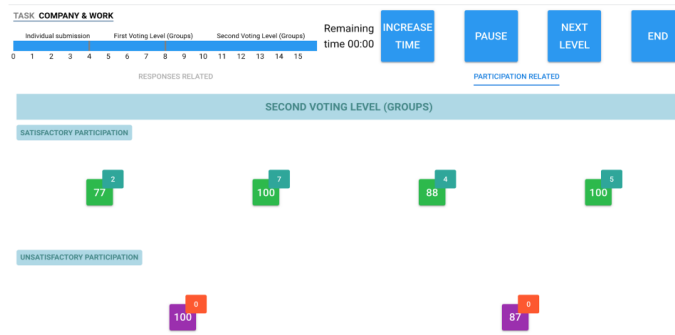 TASK COMPANY & WORK
Individual submission First Voting Level (Groups) Second Voting Level (Groups)
0 1 2 3 4 5 6 7 8 9 10 11 12 13 14 15
Remaining
time 00:00
INCREASE
TIME
PAUSE
NEXT
LEVEL
END
RESPONSES RELATED PARTICIPATION RELATED
SECOND VOTING LEVEL (GROUPS)
SATISFACTORY PARTICIPATION
2 7 4 5
77 100 88 100
UNSATISFACTORY PARTICIPATION
0 0
100 87